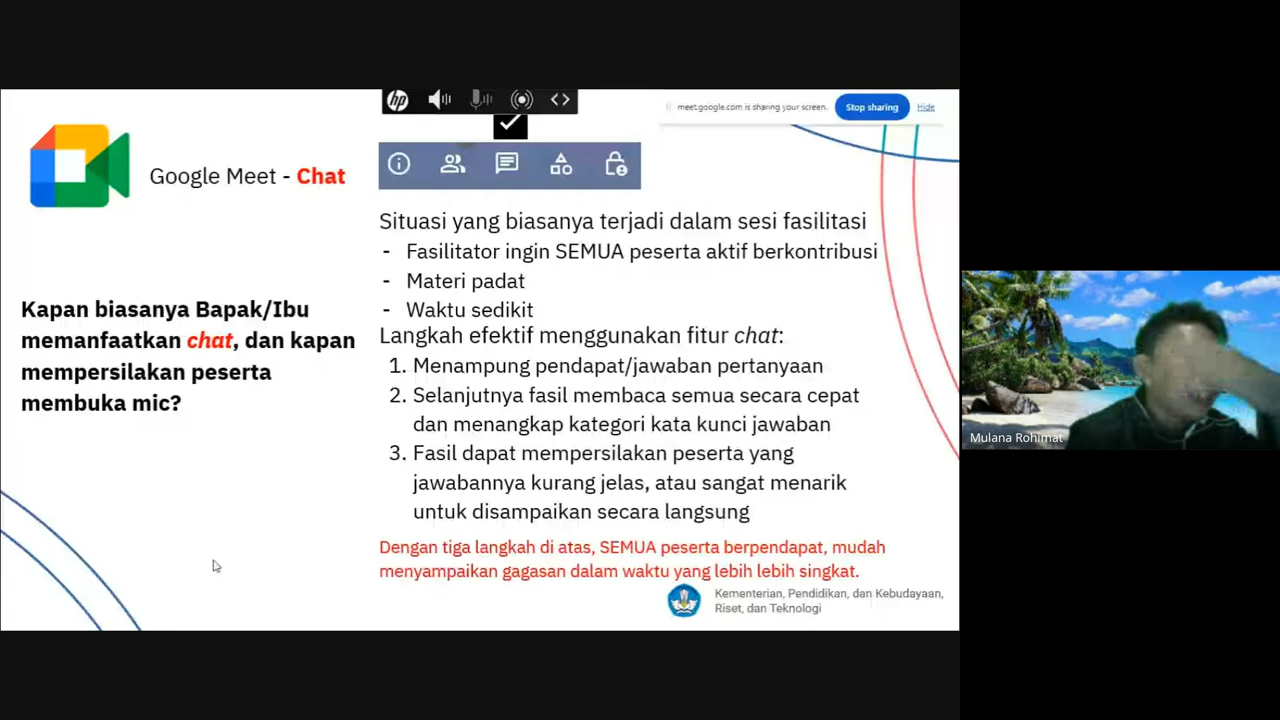 Google Meet - Chat
Kapan biasanya Bapak/Ibu
memanfaatkan chat, dan kapan
mempersilakan peserta
membuka mic?
hp
meet.google.com is sharing your screen.
Stop sharing
Hide
Situasi yang biasanya terjadi dalam sesi fasilitasi
- Fasilitator ingin SEMUA peserta aktif berkontribusi
- Materi padat
- Waktu sedikit
Langkah efektif menggunakan fitur chat:
1. Menampung pendapat/jawaban pertanyaan
2. Selanjutnya fasil membaca semua secara cepat
dan menangkap kategori kata kunci jawaban
3. Fasil dapat mempersilakan peserta yang
jawabannya kurang jelas, atau sangat menarik
untuk disampaikan secara langsung
Dengan tiga langkah di atas, SEMUA peserta berpendapat, mudah
menyampaikan gagasan dalam waktu yang lebih lebih singkat.
Kementerian, Pendidikan, dan Kebudayaan,
Riset, dan Teknologi
Mulana Rohimat